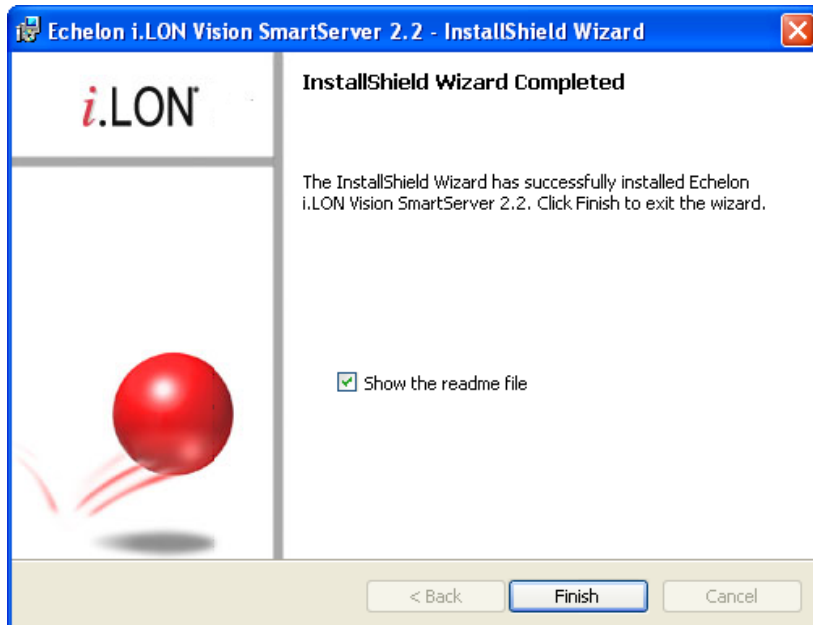 Echelon i.LON Vision SmartServer 2.2 - InstallShield Wizard
i.LON
InstallShield Wizard Completed
The InstallShield Wizard has successfully installed Echelon
i.LON Vision SmartServer 2.2. Click Finish to exit the wizard.
Show the readme file
< Back
Finish
Cancel